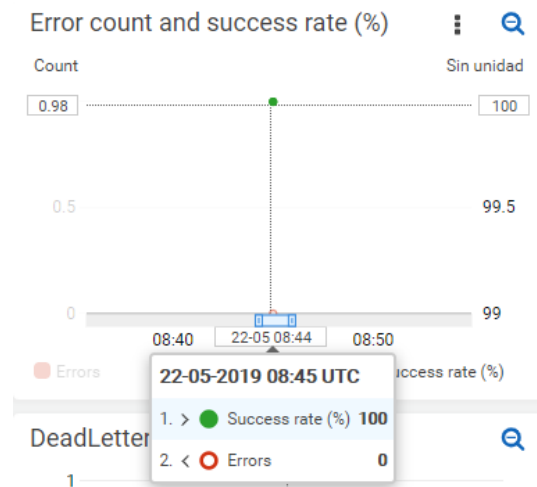 Error count and success rate (%)
Count
Sin unidad
0.98
100
0.5
99.5
0
99
08:40
22-05 08:44
08:50
Errors
uccess rate (%)
22-05-2019 08:45 UTC
1. > Success rate (%) 100
2. < Errors 0
DeadLetter
1